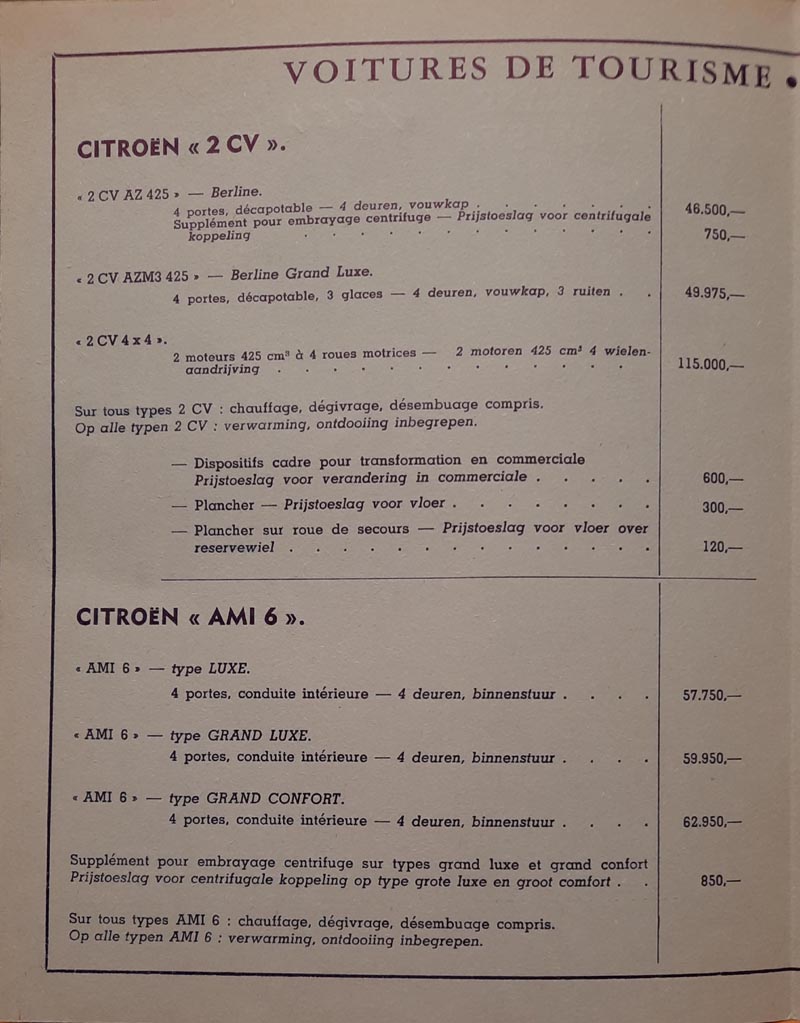 VOITURES DE TOURISME.
CITROËN « 2 CV ».
« 2 CV AZ 425 » — Berline.
4 portes, décapotable — 4 deuren, vouwkap . . . . . . . 46.500,—
Supplément pour embrayage centrifuge — Prijstoeslag voor centrifugale
koppeling . . . . . . . . . . . . . 750,—
« 2 CV AZM3 425 » — Berline Grand Luxe.
4 portes, décapotable, 3 glaces — 4 deuren, vouwkap, 3 ruiten . . 49.975,—
« 2 CV 4 x 4 ».
2 moteurs 425 cm³ à 4 roues motrices — 2 motoren 425 cm³ 4 wielen-
aandrijving . . . . . . . . . . . . . 115.000,—
Sur tous types 2 CV : chauffage, dégivrage, désembuage compris.
Op alle typen 2 CV : verwarming, ontdooiing inbegrepen.
— Dispositifs cadre pour transformation en commerciale
Prijstoeslag voor verandering in commerciale . . . . . 600,—
— Plancher — Prijstoeslag voor vloer . . . . . . . . 300,—
— Plancher sur roue de secours — Prijstoeslag voor vloer over
reservewiel . . . . . . . . . . . . . . 120,—
CITROËN « AMI 6 ».
« AMI 6 » — type LUXE.
4 portes, conduite intérieure — 4 deuren, binnenstuur . . . . 57.750,—
« AMI 6 » — type GRAND LUXE.
4 portes, conduite intérieure — 4 deuren, binnenstuur . . . . 59.950,—
« AMI 6 » — type GRAND CONFORT.
4 portes, conduite intérieure — 4 deuren, binnenstuur . . . . 62.950,—
Supplément pour embrayage centrifuge sur types grand luxe et grand confort
Prijstoeslag voor centrifugale koppeling op type grote luxe en groot comfort . . 850,—
Sur tous types AMI 6 : chauffage, dégivrage, désembuage compris.
Op alle typen AMI 6 : verwarming, ontdooiing inbegrepen.